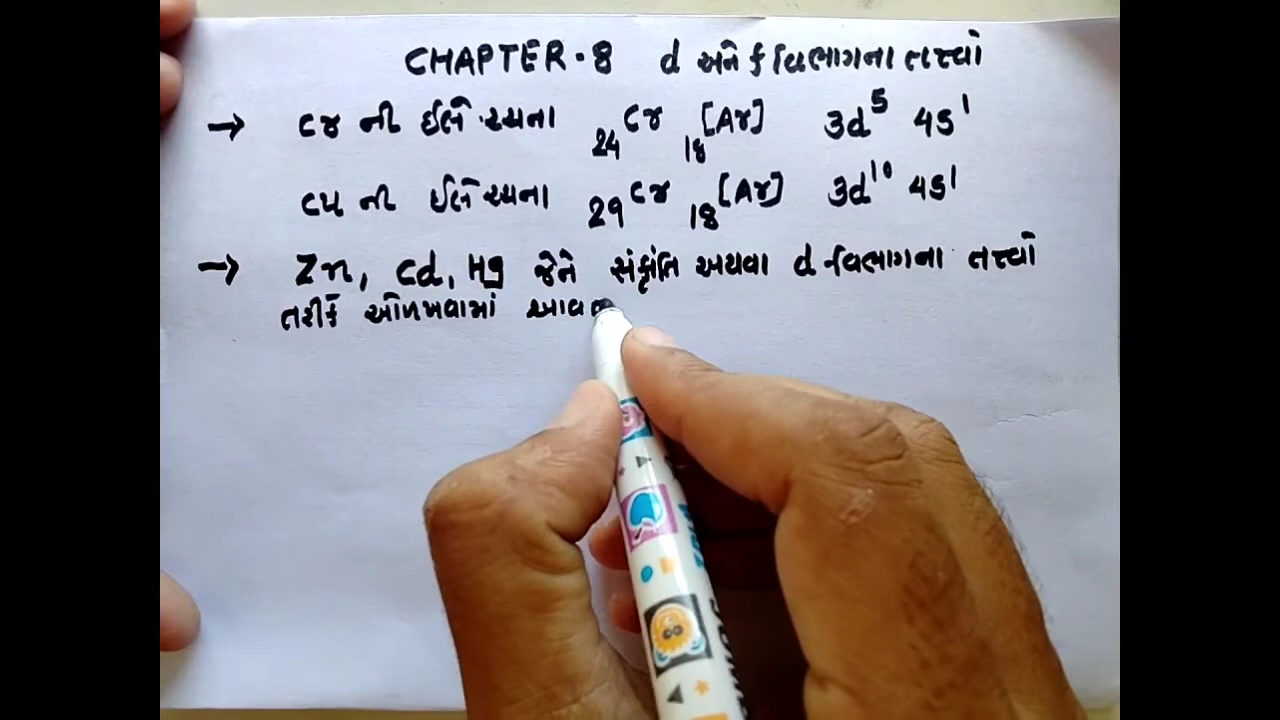 CHAPTER-8 d અને f વિભાગના તત્ત્વો
→ Cr ની ઈલે રચના 24Cr 18[Ar] 3d5 4s1
Cu ની ઈલે રચના 29Cr 18[Ar] 3d10 4s1
→ Zn, Cd, Hg જેને સંક્રાંતિ અથવા d-વિભાગના તત્ત્વો
તરીકે ઓળખવામાં આવત